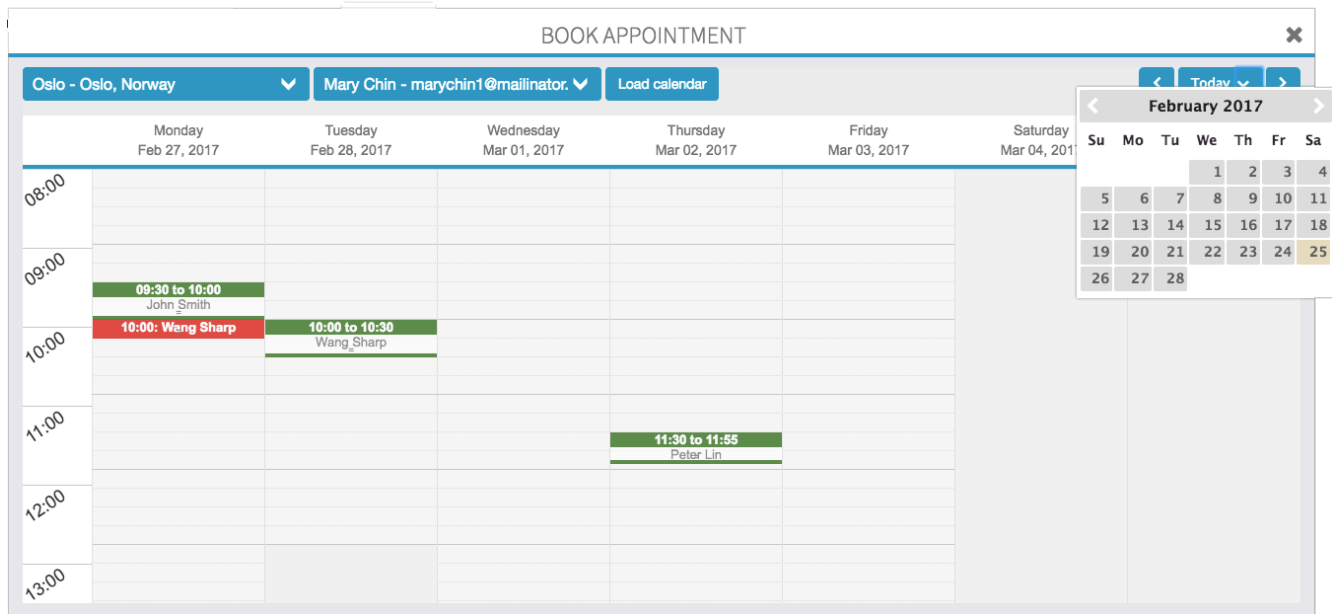 BOOK APPOINTMENT
Oslo - Oslo, Norway
Mary Chin - marychin1@mailinator.
Load calendar
Today
Monday Tuesday Wednesday Thursday Friday Saturday
Feb 27, 2017 Feb 28, 2017 Mar 01, 2017 Mar 02, 2017 Mar 03, 2017 Mar 04, 201
February 2017
Su Mo Tu We Th Fr Sa
1 2 3 4
5 6 7 8 9 10 11
12 13 14 15 16 17 18
19 20 21 22 23 24 25
26 27 28
08:00
09:00
09:30 to 10:00
John Smith
10:00: Wang Sharp
10:00 to 10:30
Wang Sharp
10:00
11:00
11:30 to 11:55
Peter Lin
12:00
13:00